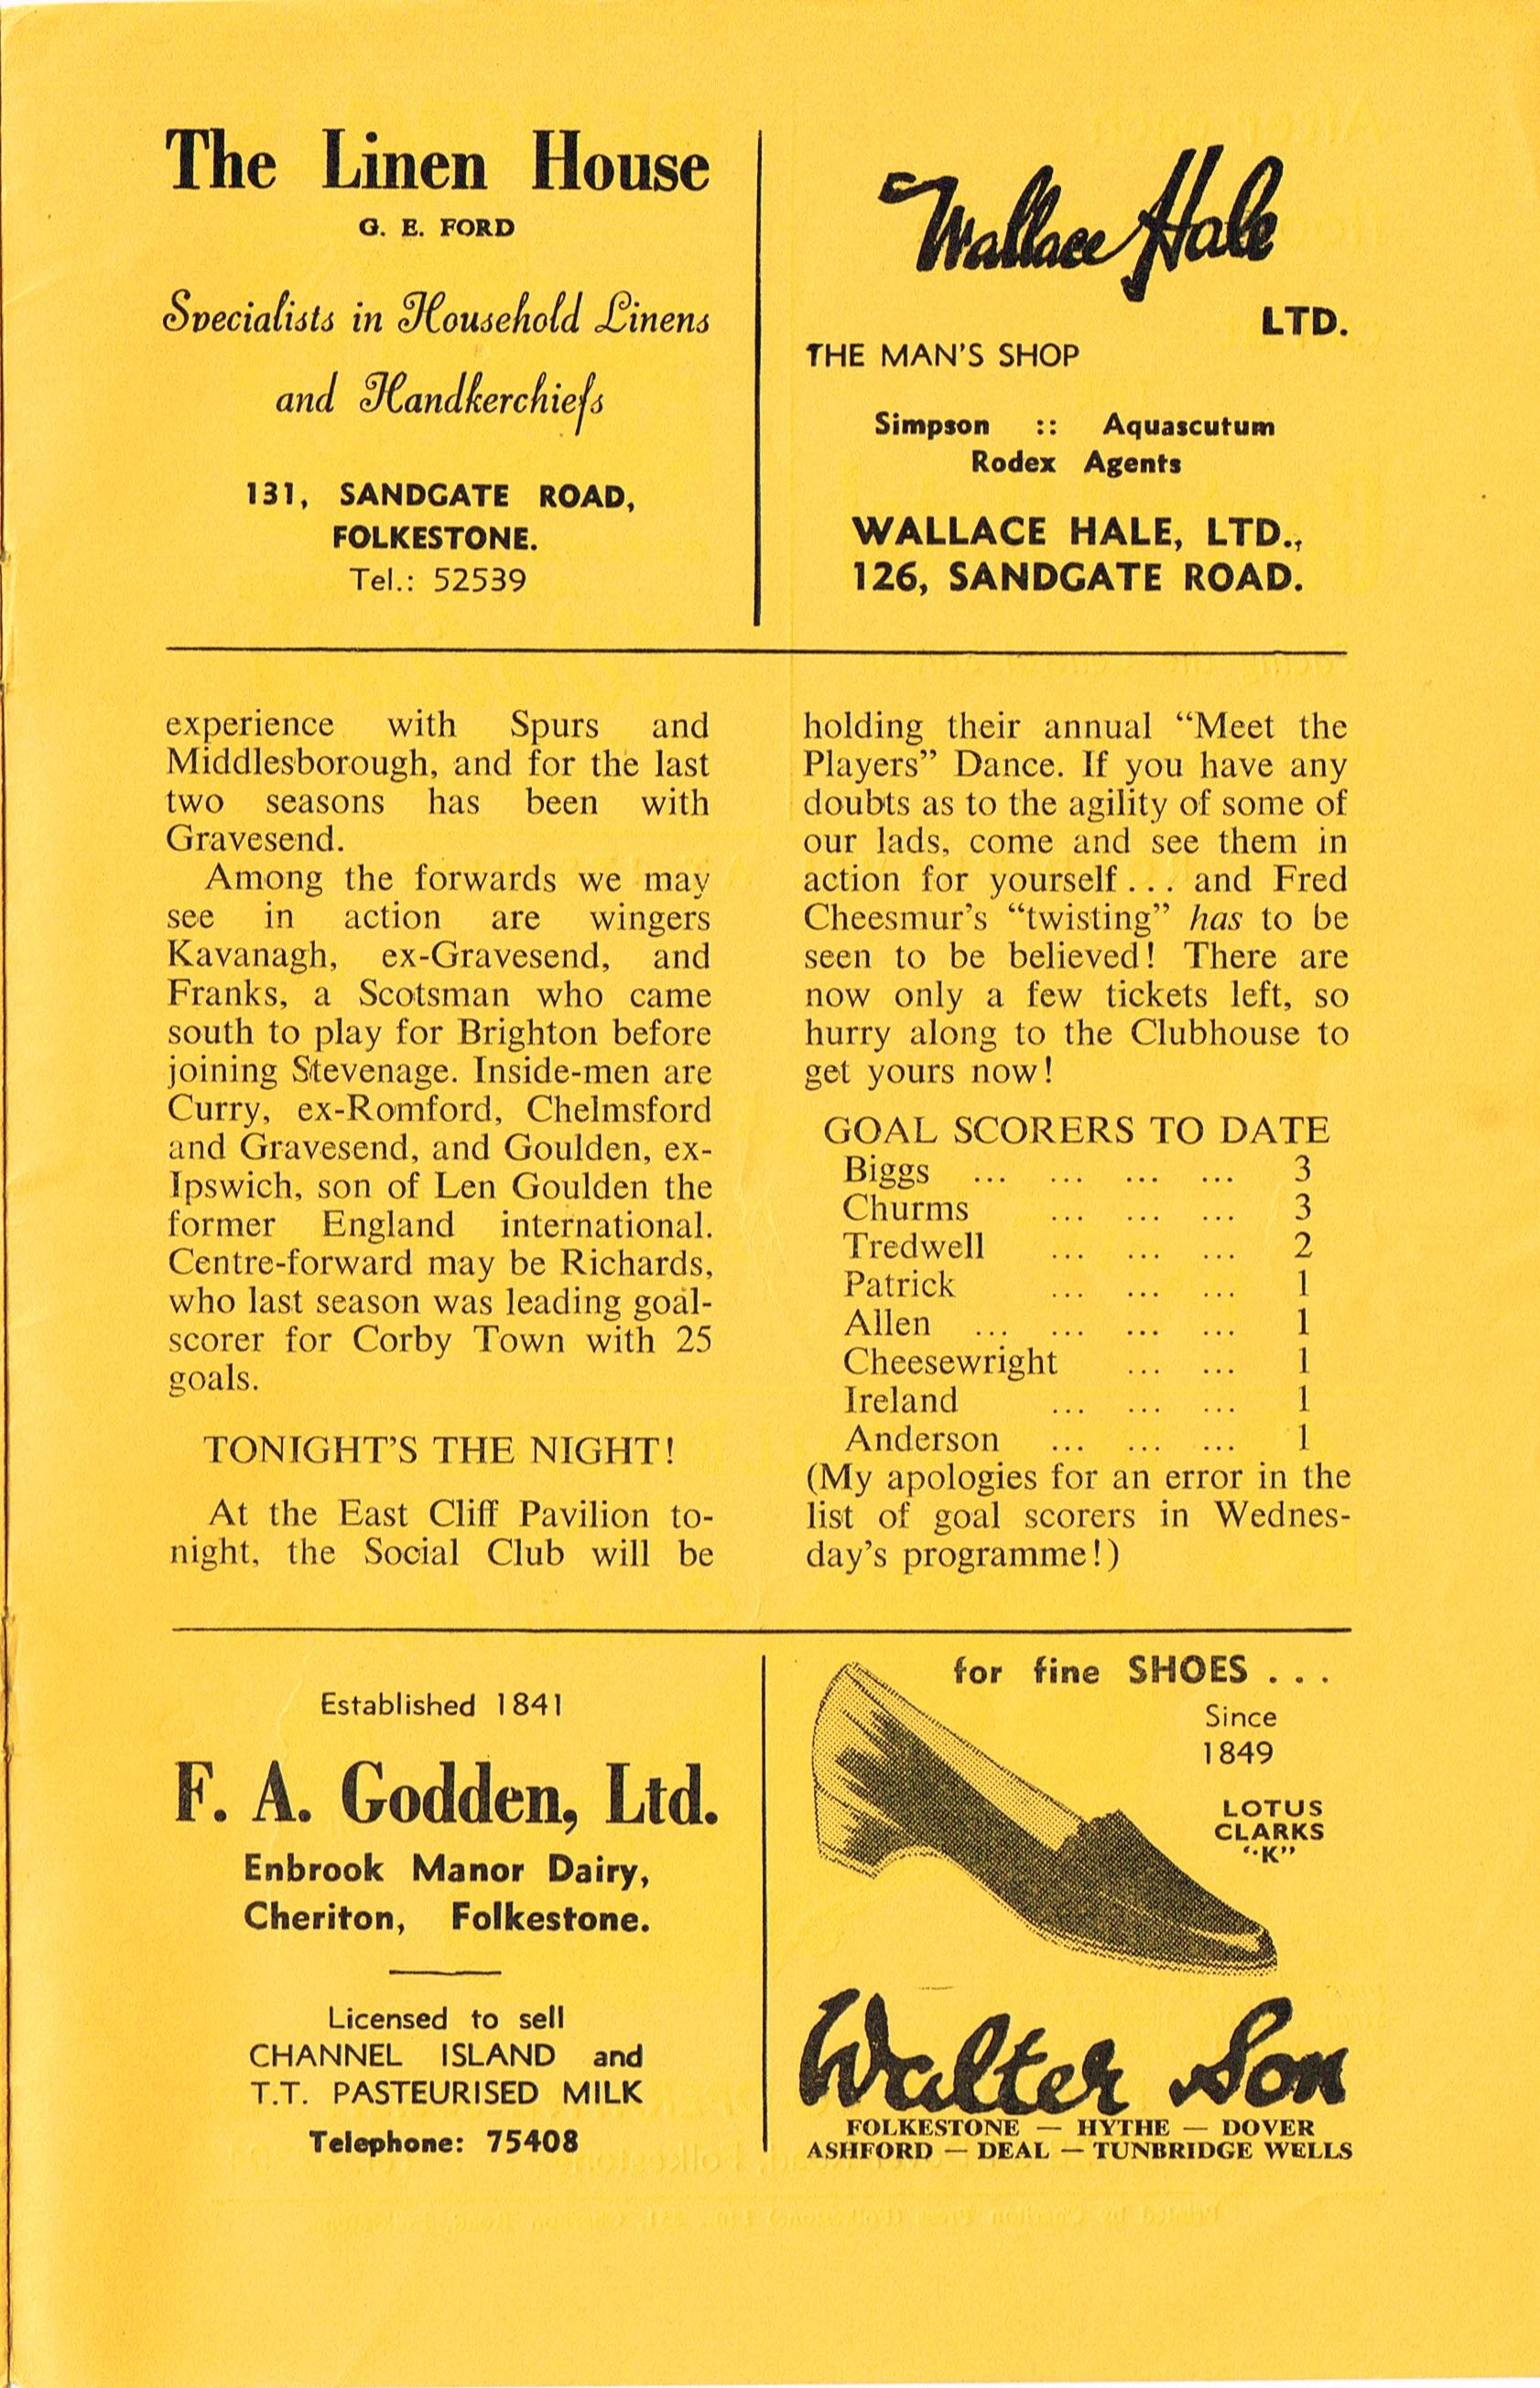 The Linen House
G. E. FORD
Specialists in Household Linens
and Handkerchiefs
131, SANDGATE ROAD,
FOLKESTONE.
Tel.: 52539
Wallace Hale
LTD.
THE MAN'S SHOP
Simpson :: Aquascutum
Rodex Agents
WALLACE HALE, LTD.,
126, SANDGATE ROAD.
experience with Spurs and
Middlesborough, and for the last
two seasons has been with
Gravesend.
Among the forwards we may
see in action are wingers
Kavanagh, ex-Gravesend, and
Franks, a Scotsman who came
south to play for Brighton before
joining Stevenage. Inside-men are
Curry, ex-Romford, Chelmsford
and Gravesend, and Goulden, ex-
Ipswich, son of Len Goulden the
former England international.
Centre-forward may be Richards,
who last season was leading goal-
scorer for Corby Town with 25
goals.
TONIGHT'S THE NIGHT!
At the East Cliff Pavilion to-
night, the Social Club will be
holding their annual "Meet the
Players" Dance. If you have any
doubts as to the agility of some of
our lads, come and see them in
action for yourself... and Fred
Cheesmur's "twisting" has to be
seen to be believed! There are
now only a few tickets left, so
hurry along to the Clubhouse to
get yours now!
GOAL SCORERS TO DATE
Biggs ... ... ... ... 3
Churms ... ... ... 3
Tredwell ... ... ... 2
Patrick ... ... ... 1
Allen ... ... ... ... 1
Cheesewright ... ... 1
Ireland ... ... ... 1
Anderson ... ... ... 1
(My apologies for an error in the
list of goal scorers in Wednes-
day's programme!)
Established 1841
F. A. Godden, Ltd.
Enbrook Manor Dairy,
Cheriton, Folkestone.
Licensed to sell
CHANNEL ISLAND and
T.T. PASTEURISED MILK
Telephone: 75408
for fine SHOES . . .
Since
1849
LOTUS
CLARKS
"K"
Walter Son
FOLKESTONE — HYTHE — DOVER
ASHFORD — DEAL — TUNBRIDGE WELLS